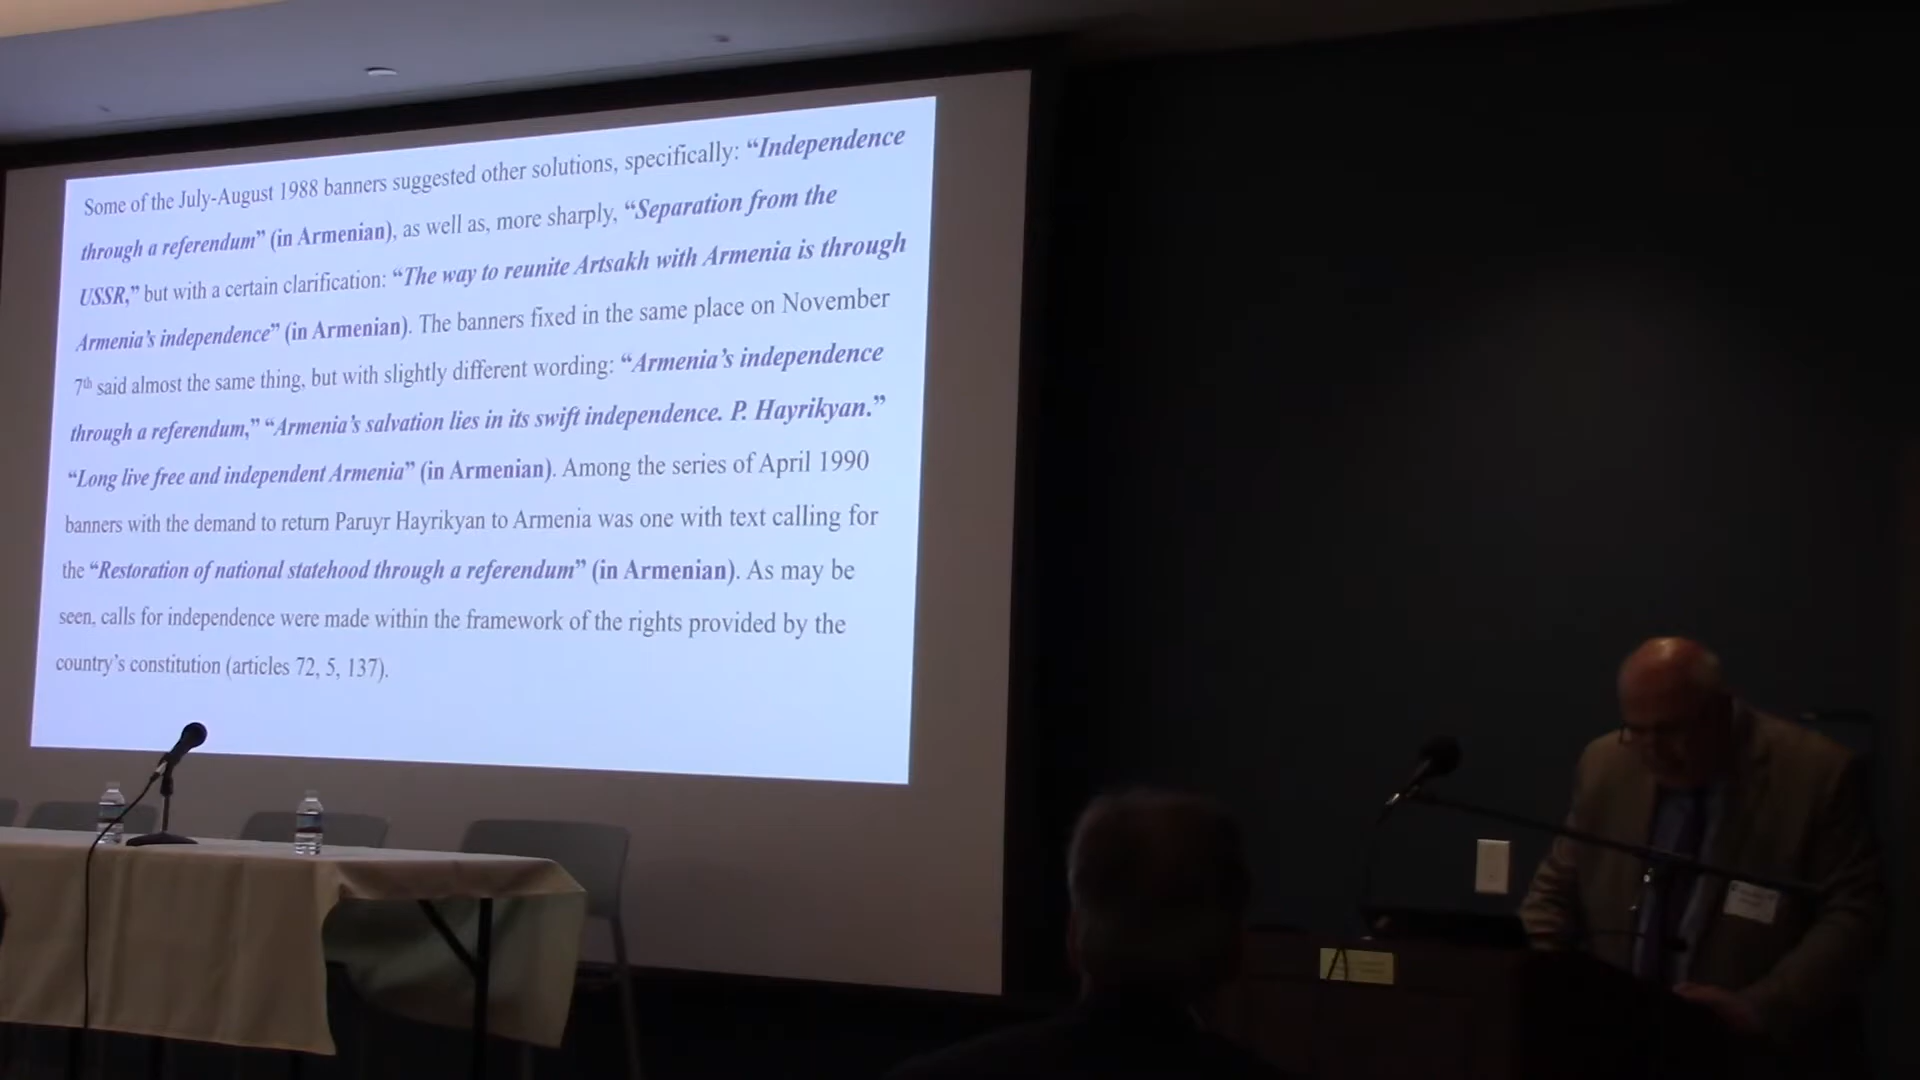 Some of the July-August 1988 banners suggested other solutions, specifically: “Independence
through a referendum” (in Armenian), as well as, more sharply, “Separation from the
USSR,” but with a certain clarification: “The way to reunite Artsakh with Armenia is through
Armenia’s independence” (in Armenian). The banners fixed in the same place on November
7th said almost the same thing, but with slightly different wording: “Armenia’s independence
through a referendum,” “Armenia’s salvation lies in its swift independence. P. Hayrikyan.”
“Long live free and independent Armenia” (in Armenian). Among the series of April 1990
banners with the demand to return Paruyr Hayrikyan to Armenia was one with text calling for
the “Restoration of national statehood through a referendum” (in Armenian). As may be
seen, calls for independence were made within the framework of the rights provided by the
country’s constitution (articles 72, 5, 137).